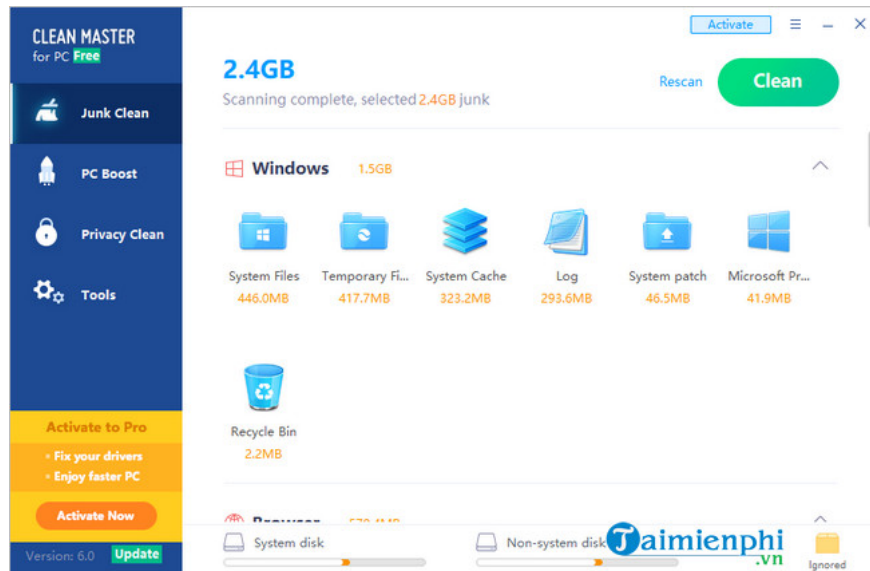 CLEAN MASTER
for PC Free
Activate
2.4GB
Scanning complete, selected 2.4GB junk
Rescan
Clean
Junk Clean
PC Boost
Privacy Clean
Tools
Windows 1.5GB
System Files
446.0MB
Temporary Fi...
417.7MB
System Cache
323.2MB
Log
293.6MB
System patch
46.5MB
Microsoft Pr...
41.9MB
Recycle Bin
2.2MB
Activate to Pro
• Fix your drivers
• Enjoy faster PC
Activate Now
Version: 6.0 Update
Browser
System disk
Non-system disk
Taimienphi
.vn
Ignored